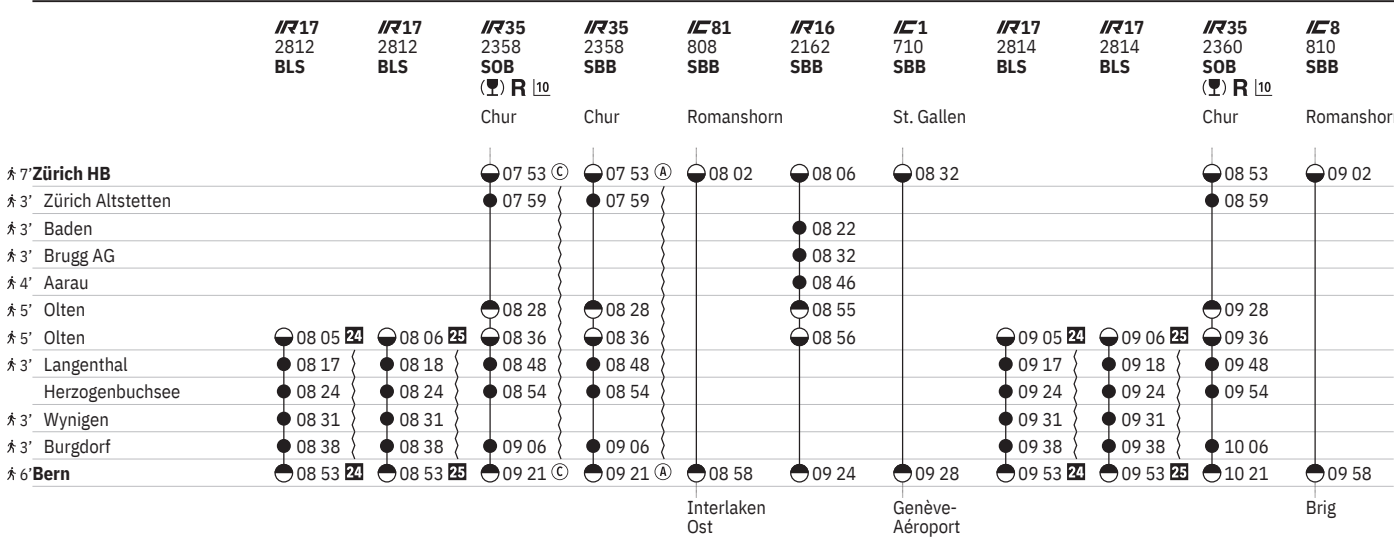 IR17 IR17 IR35 IR35 IC81 IR16 IC1 IR17 IR17 IR35 IC8
2812 2812 2358 2358 808 2162 710 2814 2814 2360 810
BLS BLS SOB SBB SBB SBB SBB BLS BLS SOB SBB
R 10 R 10
Chur Chur Romanshorn St. Gallen Chur Romanshorn
7’ Zürich HB 07 53 C 07 53 A 08 02 08 06 08 32 08 53 09 02
3’ Zürich Altstetten 07 59 07 59 08 59
3’ Baden 08 22
3’ Brugg AG 08 32
4’ Aarau 08 46
5’ Olten 08 28 08 28 08 55 09 28
5’ Olten 08 05 24 08 06 25 08 36 08 36 08 56 09 05 24 09 06 25 09 36
3’ Langenthal 08 17 08 18 08 48 08 48 09 17 09 18 09 48
Herzogenbuchsee 08 24 08 24 08 54 08 54 09 24 09 24 09 54
3’ Wynigen 08 31 08 31 09 31 09 31
3’ Burgdorf 08 38 08 38 09 06 09 06 09 38 09 38 10 06
6’ Bern 08 53 24 08 53 25 09 21 C 09 21 A 08 58 09 24 09 28 09 53 24 09 53 25 10 21 09 58
Interlaken Genève- Brig
Ost Aéroport